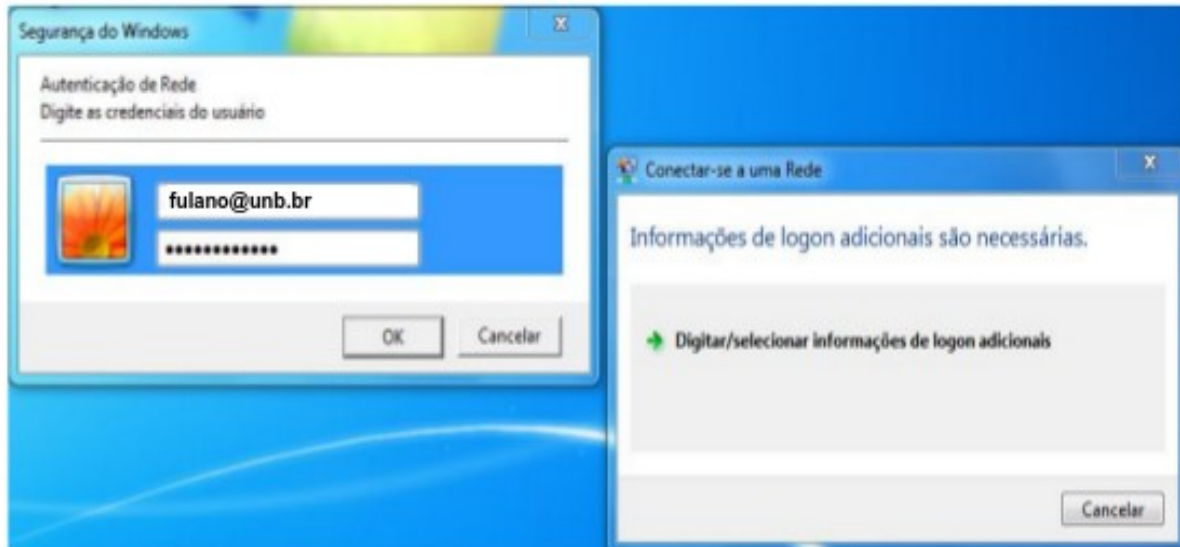 Segurança do Windows
Autenticação de Rede
Digite as credenciais do usuário
fulano@unb.br
••••••••••••
OK
Cancelar
Conectar-se a uma Rede
Informações de logon adicionais são necessárias.
Digitar/selecionar informações de logon adicionais
Cancelar